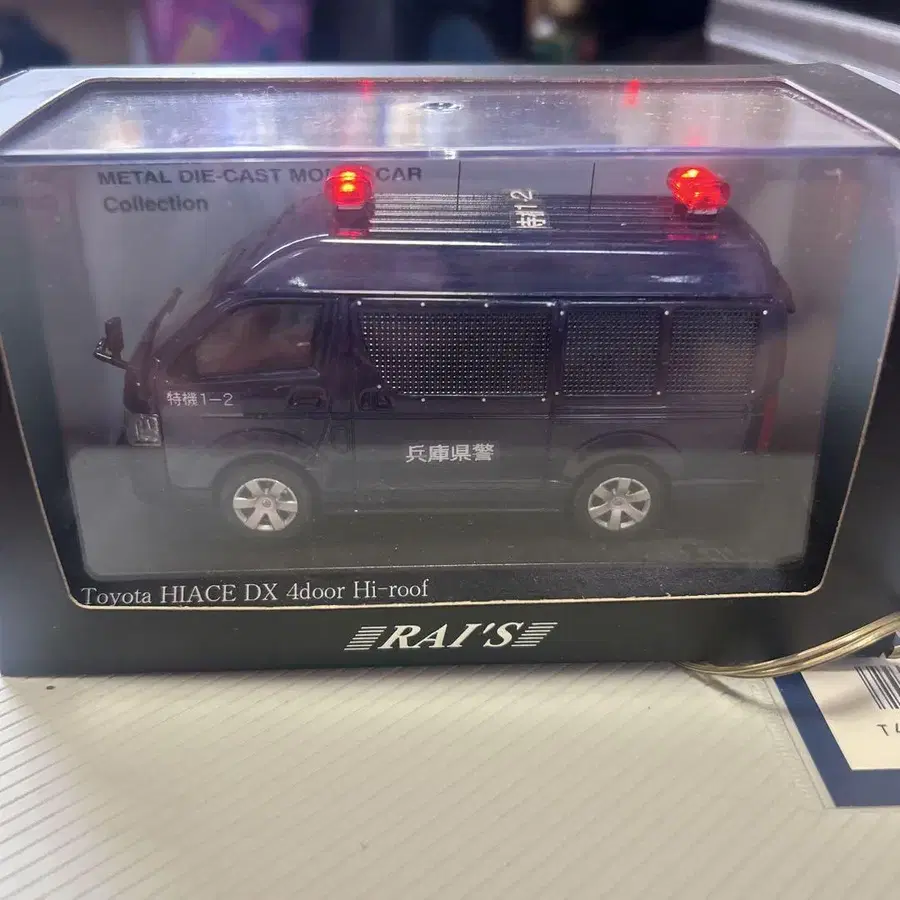 METAL DIE-CAST MO CAR
Collection
特機1-2
兵庫県警
Toyota HIACE DX 4door Hi-roof
RAI'S